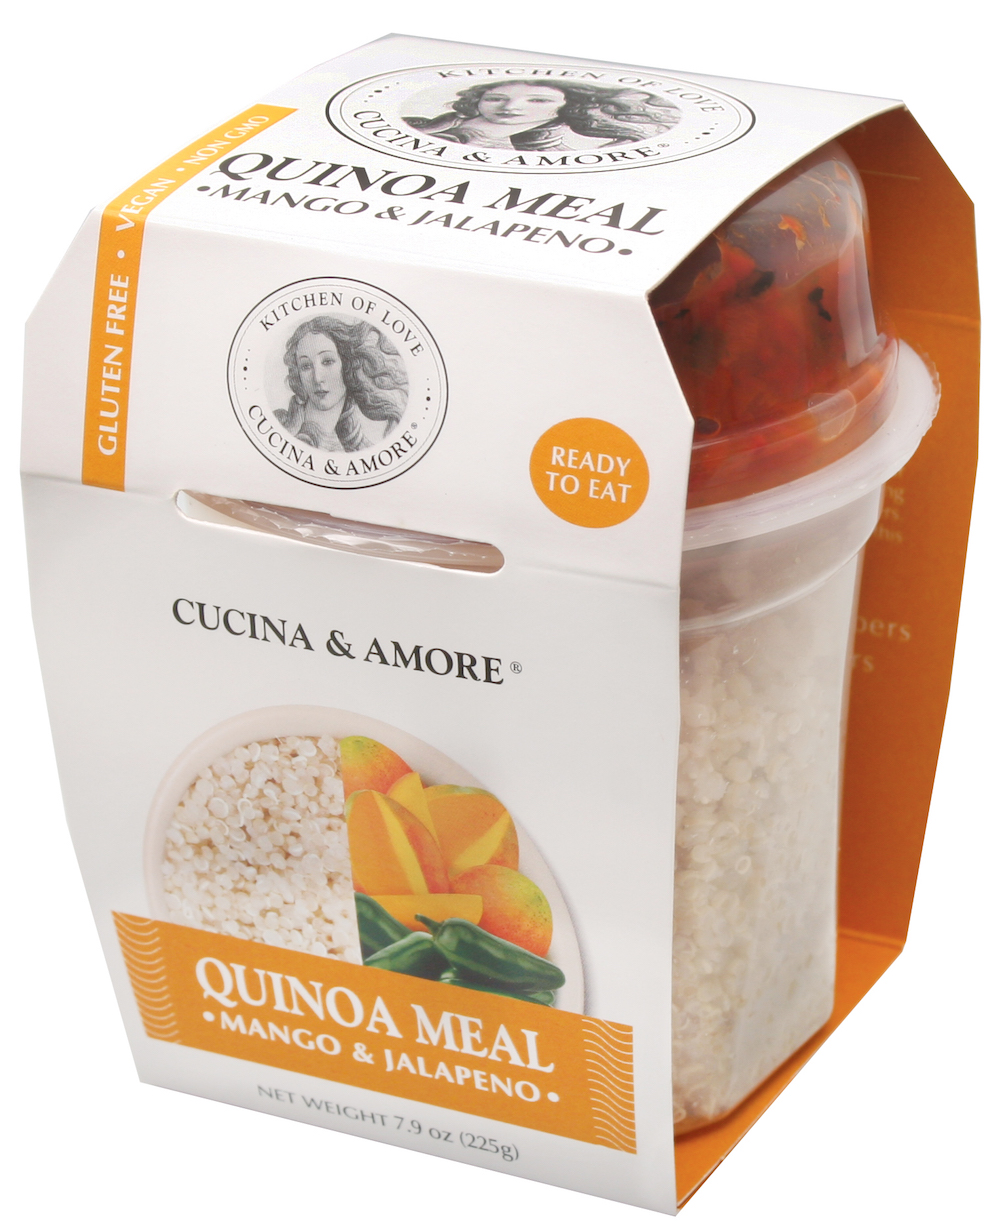 KITCHEN OF LOVE
CUCINA & AMORE®
QUINOA MEAL
•MANGO & JALAPENO•
GLUTEN FREE • VEGAN • NON GMO
KITCHEN OF LOVE
CUCINA & AMORE®
READY
TO EAT
CUCINA & AMORE®
QUINOA MEAL
•MANGO & JALAPENO•
NET WEIGHT 7.9 oz (225g)